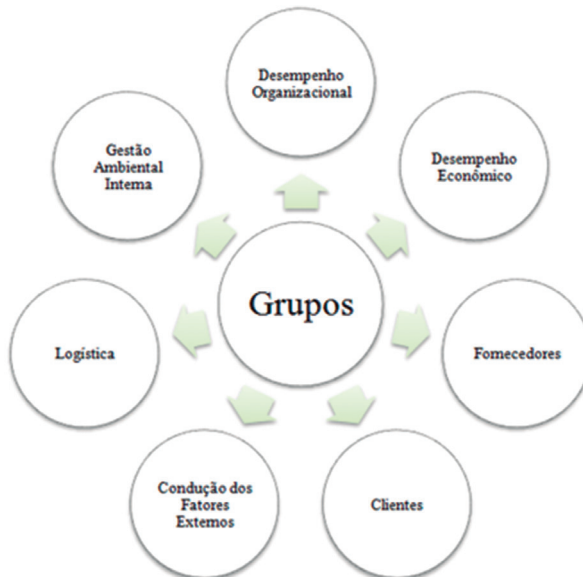 Desempenho
Organizacional
Desempenho
Econômico
Fornecedores
Clientes
Condução dos
Fatores
Externos
Logística
Gestão
Ambiental
Interna
Grupos